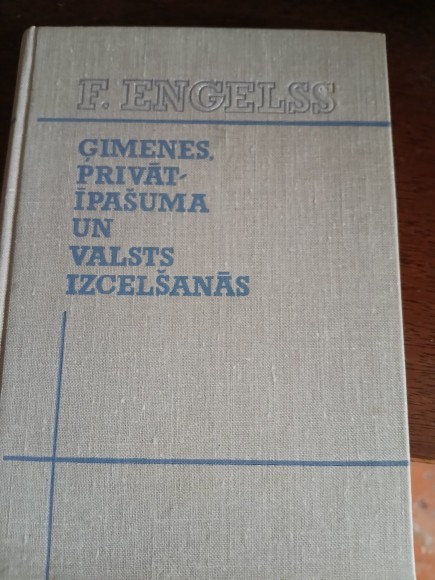 F. ENGELSS
ĢIMENES,
PRIVĀT-
ĪPAŠUMA
UN
VALSTS
IZCELŠANĀS